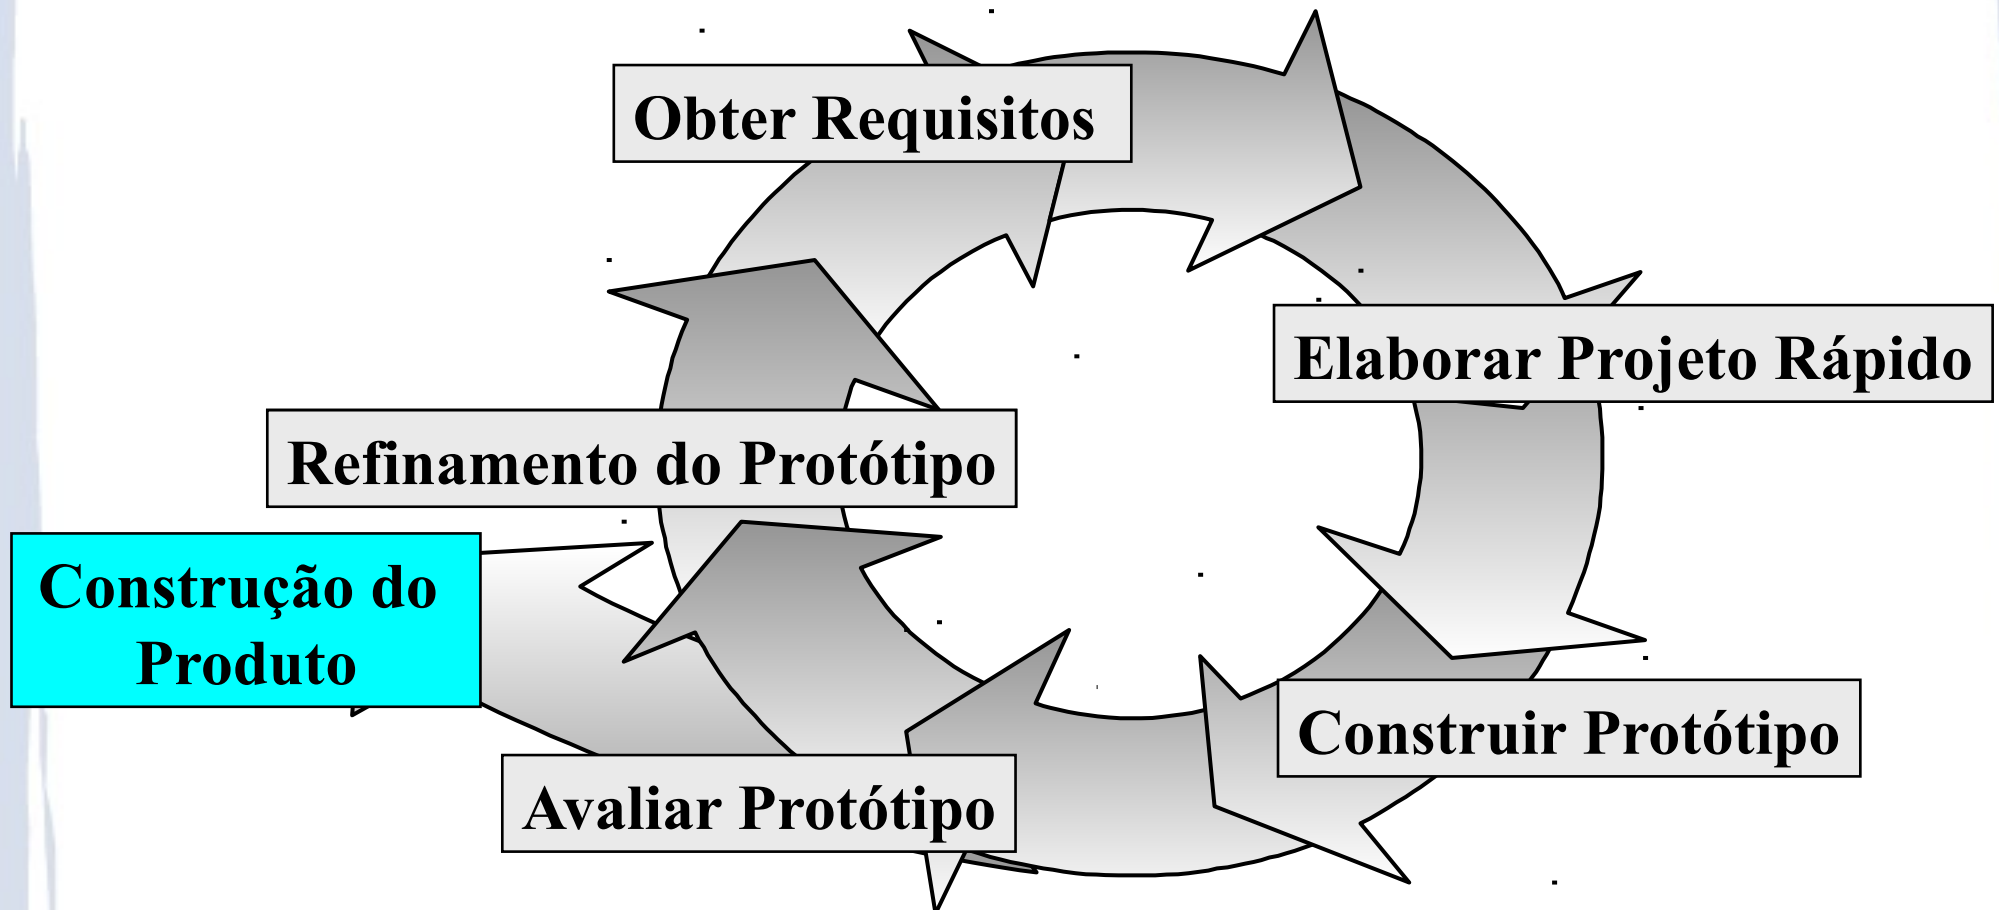 Obter Requisitos
Elaborar Projeto Rápido
Refinamento do Protótipo
Construção do
Produto
Construir Protótipo
Avaliar Protótipo